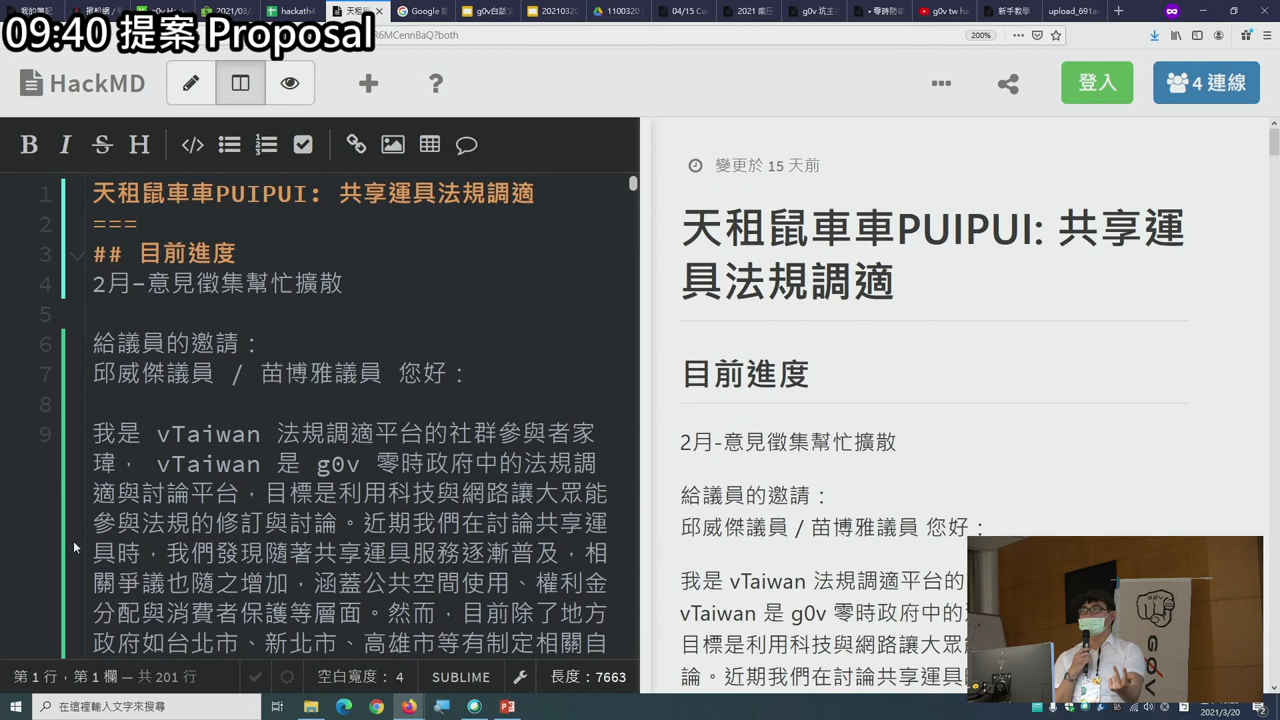 09:40 提案 Proposal
R6MCennBaQ?both
200%
HackMD
登入
4 連線
B I S H
1 天租鼠車車PUIPUI: 共享運具法規調適
2 ===
3 ## 目前進度
4 2月-意見徵集幫忙擴散
5
6 給議員的邀請：
7 邱威傑議員 / 苗博雅議員 您好：
8
9 我是 vTaiwan 法規調適平台的社群參與者家
瑋， vTaiwan 是 g0v 零時政府中的法規調
適與討論平台，目標是利用科技與網路讓大眾能
參與法規的修訂與討論。近期我們在討論共享運
具時，我們發現隨著共享運具服務逐漸普及，相
關爭議也隨之增加，涵蓋公共空間使用、權利金
分配與消費者保護等層面。然而，目前除了地方
政府如台北市、新北市、高雄市等有制定相關自
第 1 行，第 1 欄 — 共 201 行
空白寬度： 4
SUBLIME
長度：7663
變更於 15 天前
天租鼠車車PUIPUI: 共享運
具法規調適
目前進度
2月-意見徵集幫忙擴散
給議員的邀請：
邱威傑議員 / 苗博雅議員 您好：
我是 vTaiwan 法規調適平台的
vTaiwan 是 g0v 零時政府中的
目標是利用科技與網路讓大眾能
論。近期我們在討論共享運具時
在這裡輸入文字來搜尋
2021/3/20